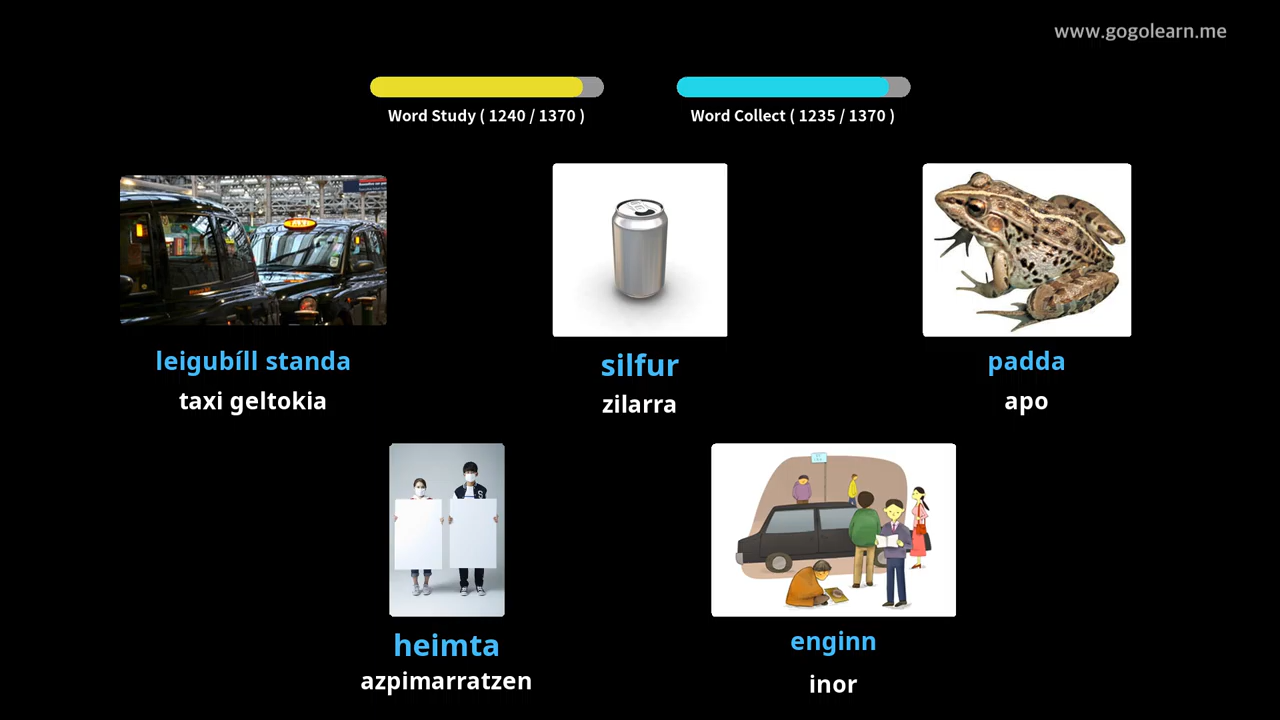 www.gogolearn.me
Word Study ( 1240 / 1370 )
Word Collect ( 1235 / 1370 )
TAXI
leigubíll standa
taxi geltokia
silfur
zilarra
padda
apo
heimta
azpimarratzen
enginn
inor